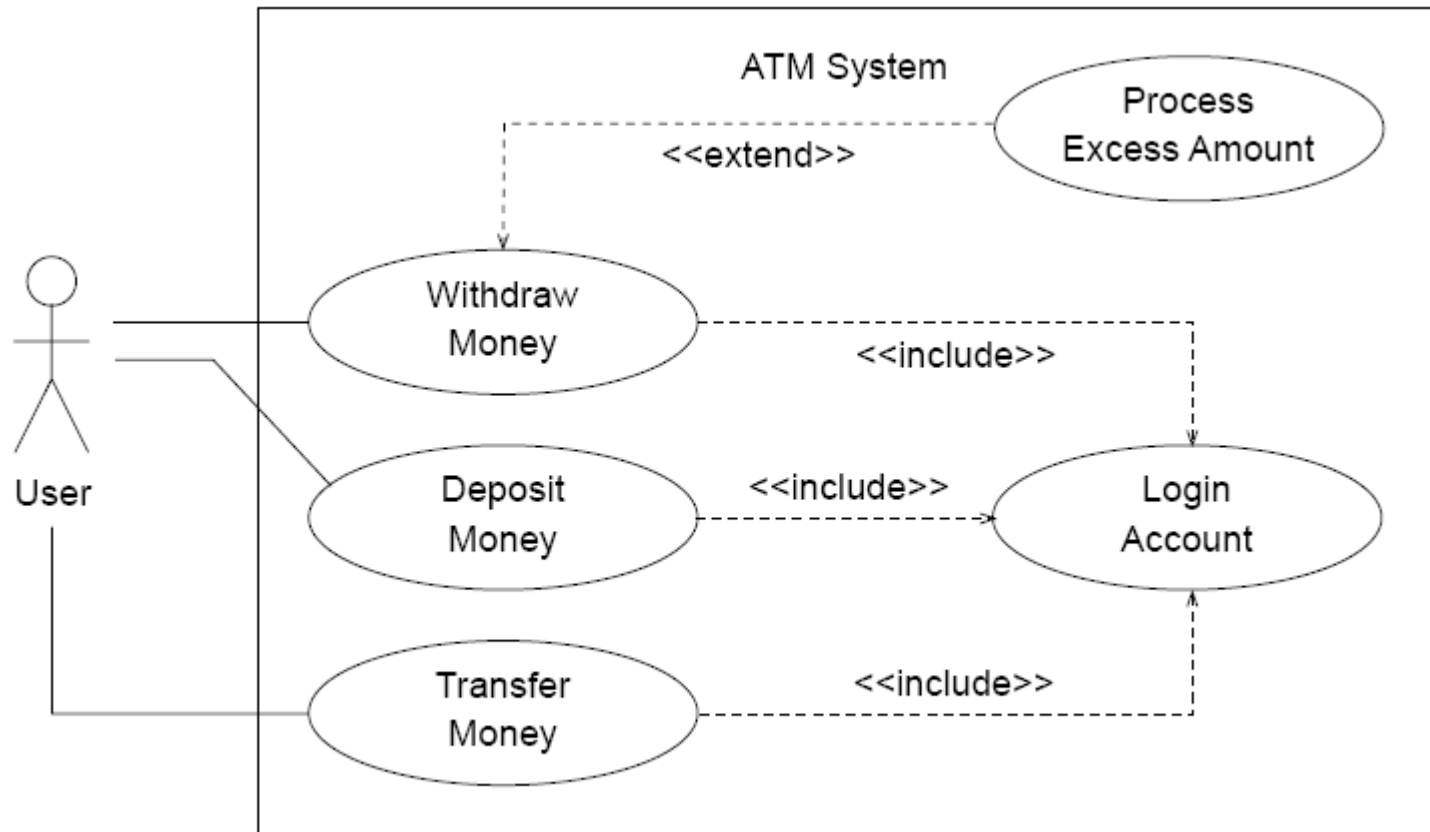 ATM System
Process
Excess Amount
<<extend>>
Withdraw
Money
<<include>>
User
Deposit
Money
<<include>>
Login
Account
Transfer
Money
<<include>>